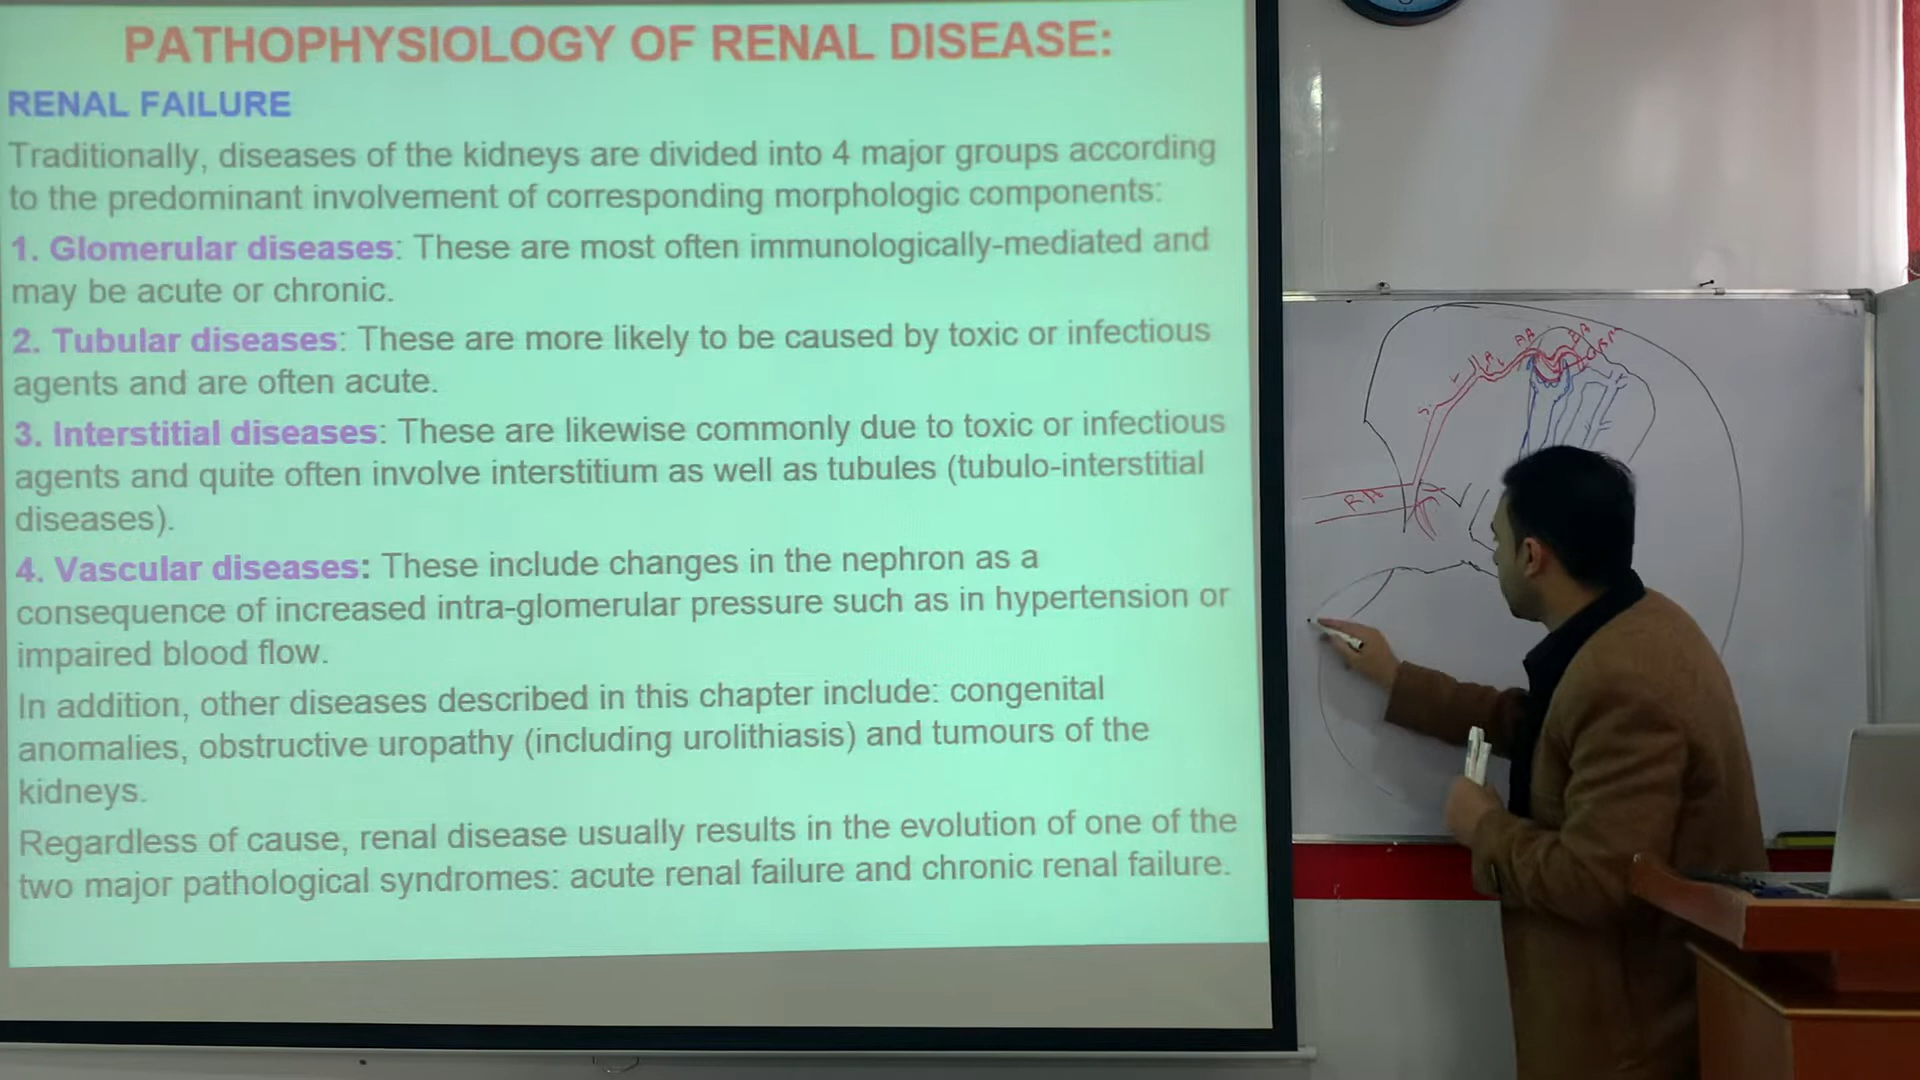 PATHOPHYSIOLOGY OF RENAL DISEASE:
RENAL FAILURE
Traditionally, diseases of the kidneys are divided into 4 major groups according
to the predominant involvement of corresponding morphologic components:
1. Glomerular diseases: These are most often immunologically-mediated and
may be acute or chronic.
2. Tubular diseases: These are more likely to be caused by toxic or infectious
agents and are often acute.
3. Interstitial diseases: These are likewise commonly due to toxic or infectious
agents and quite often involve interstitium as well as tubules (tubulo-interstitial
diseases).
4. Vascular diseases: These include changes in the nephron as a
consequence of increased intra-glomerular pressure such as in hypertension or
impaired blood flow.
In addition, other diseases described in this chapter include: congenital
anomalies, obstructive uropathy (including urolithiasis) and tumours of the
kidneys.
Regardless of cause, renal disease usually results in the evolution of one of the
two major pathological syndromes: acute renal failure and chronic renal failure.
AA
RA